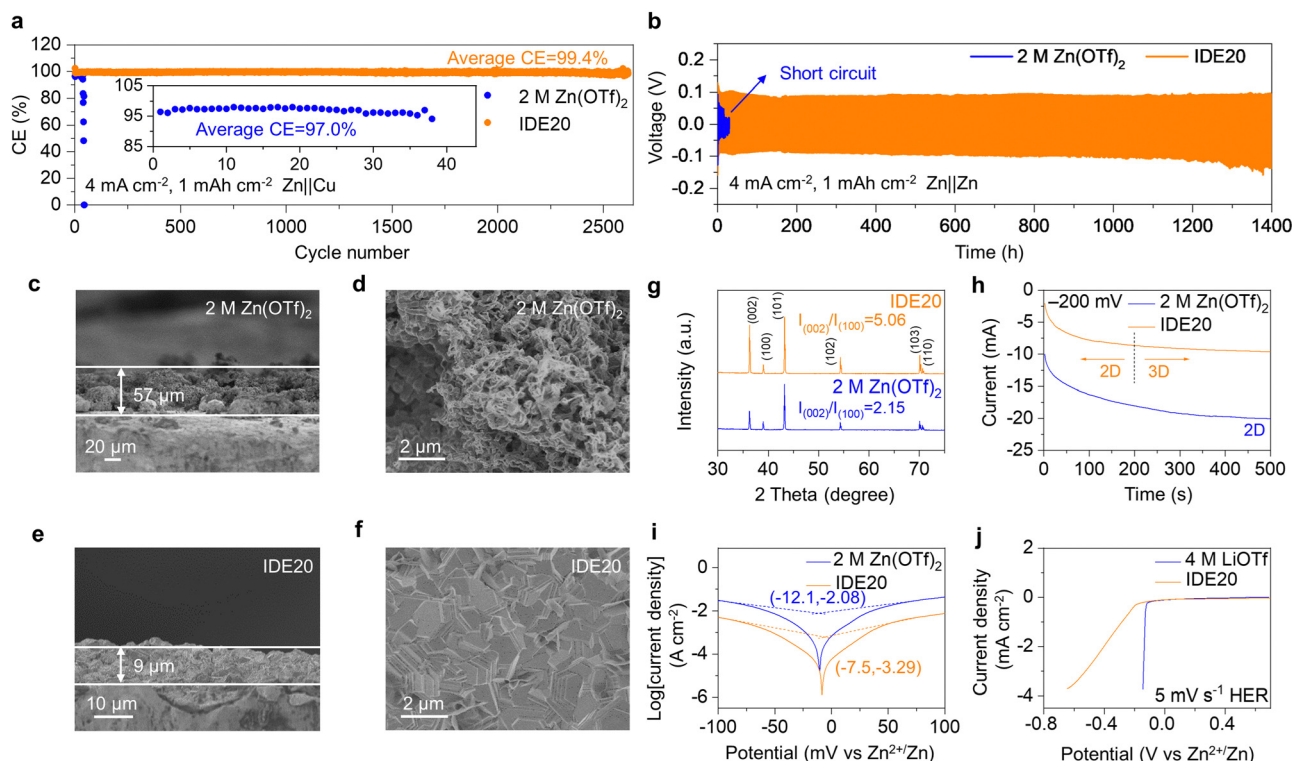 a
120
100
80
60
40
20
0
CE (%)
Average CE=99.4%
2 M Zn(OTf)₂
IDE20
105
95
85
Average CE=97.0%
0 10 20 30 40
4 mA cm⁻², 1 mAh cm⁻² Zn||Cu
0 500 1000 1500 2000 2500
Cycle number
b
2 M Zn(OTf)₂ IDE20
Short circuit
0.2
0.1
0.0
-0.1
-0.2
Voltage (V)
4 mA cm⁻², 1 mAh cm⁻² Zn||Zn
0 200 400 600 800 1000 1200 1400
Time (h)
c
2 M Zn(OTf)₂
57 µm
20 µm
d
2 M Zn(OTf)₂
2 µm
g
(002)
(100)
(101)
(102)
(103)
(110)
IDE20
I₍₀₀₂₎/I₍₁₀₀₎=5.06
2 M Zn(OTf)₂
I₍₀₀₂₎/I₍₁₀₀₎=2.15
Intensity (a.u.)
30 40 50 60 70
2 Theta (degree)
h
0
-5
-10
-15
-20
-25
Current (mA)
–200 mV
2 M Zn(OTf)₂
IDE20
2D 3D
2D
0 100 200 300 400 500
Time (s)
e
IDE20
9 µm
10 µm
f
IDE20
2 µm
i
0
-2
-4
-6
Log[current density]
(A cm⁻²)
2 M Zn(OTf)₂
IDE20
(-12.1,-2.08)
(-7.5,-3.29)
-100 -50 0 50 100
Potential (mV vs Zn²⁺/Zn)
j
2
0
-2
-4
Current density
(mA cm⁻²)
4 M LiOTf
IDE20
5 mV s⁻¹ HER
-0.8 -0.4 0.0 0.4
Potential (V vs Zn²⁺/Zn)